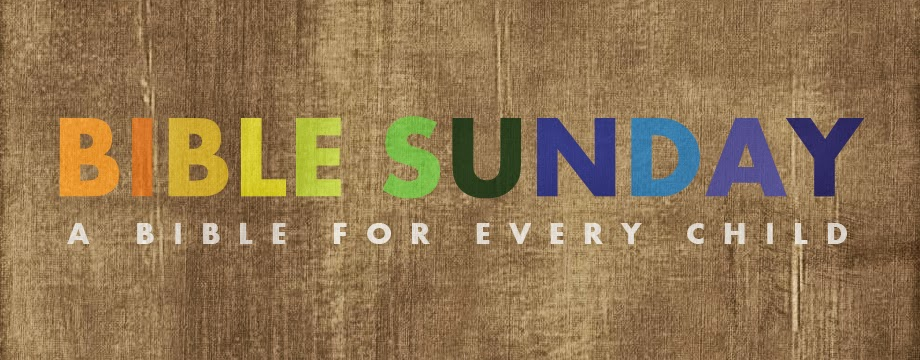 BIBLE SUNDAY
A BIBLE FOR EVERY CHILD